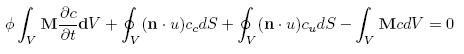 $\phi \int_V \mathbf{M} \frac{\partial c}{\partial t} \mathbf{d}V + \oint_V (\mathbf{n} \cdot u) c_c dS + \oint_V (\mathbf{n} \cdot u) c_u dS - \int_V \mathbf{M} c dV = 0$